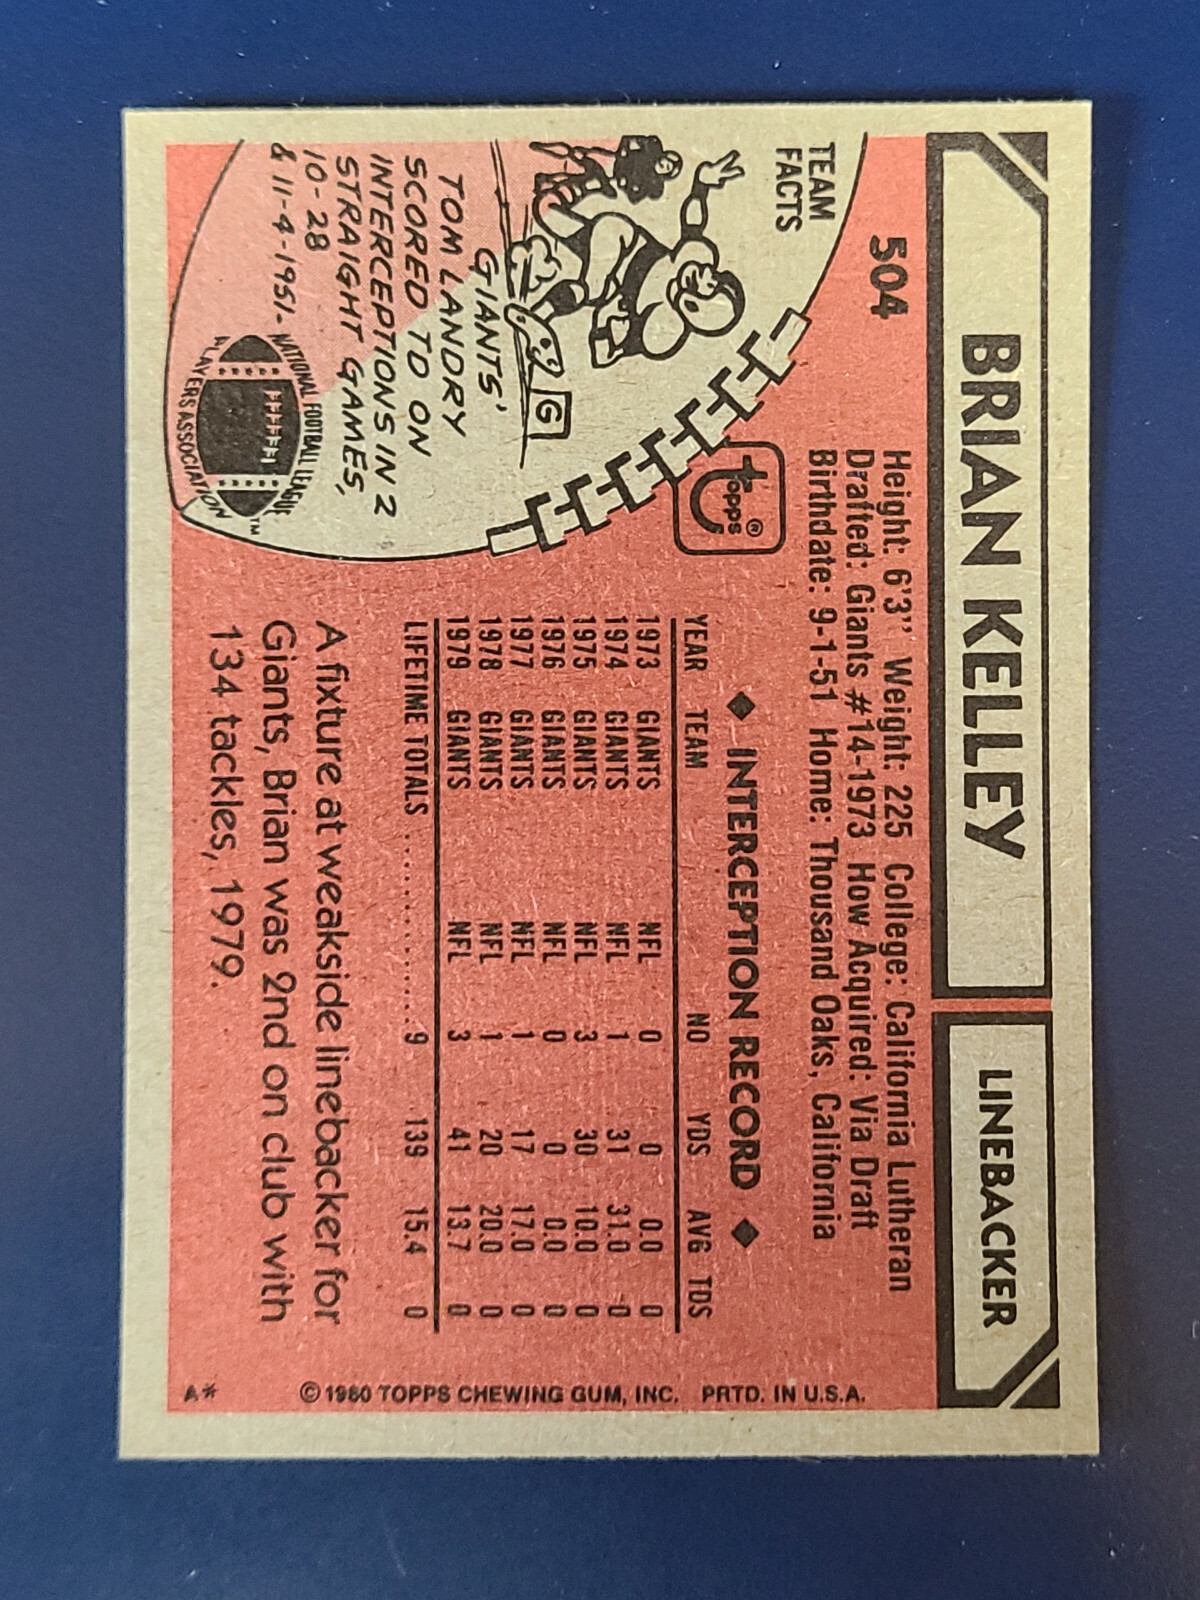 BRIAN KELLEY
LINEBACKER
504
Height: 6'3" Weight: 225 College: California Lutheran
Drafted: Giants #14-1973 How Acquired: Via Draft
Birthdate: 9-1-51 Home: Thousand Oaks, California
TEAM
FACTS
topps®
◆ INTERCEPTION RECORD ◆
YEAR TEAM NO YDS AVG TDS
1973 GIANTS NFL 0 0 0.0 0
1974 GIANTS NFL 1 31 31.0 0
1975 GIANTS NFL 3 30 10.0 0
1976 GIANTS NFL 0 0 0.0 0
1977 GIANTS NFL 1 17 17.0 0
1978 GIANTS NFL 1 20 20.0 0
1979 GIANTS NFL 3 41 13.7 0
LIFETIME TOTALS .................. 9 139 15.4 0
G
GIANTS'
TOM LANDRY
SCORED TO ON
INTERCEPTIONS IN 2
STRAIGHT GAMES,
10-28
& 11-4-1951.
NATIONAL FOOTBALL LEAGUE
PLAYERS ASSOCIATION
TM
A fixture at weakside linebacker for
Giants, Brian was 2nd on club with
134 tackles, 1979.
© 1980 TOPPS CHEWING GUM, INC. PRTD. IN U.S.A.
A*